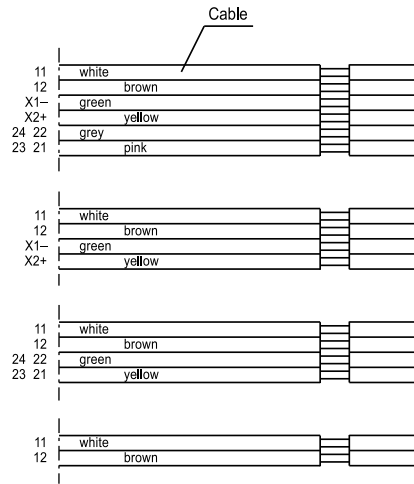 Cable
11 white
12 brown
X1– green
X2+ yellow
24 22 grey
23 21 pink
11 white
12 brown
X1– green
X2+ yellow
11 white
12 brown
24 22 green
23 21 yellow
11 white
12 brown